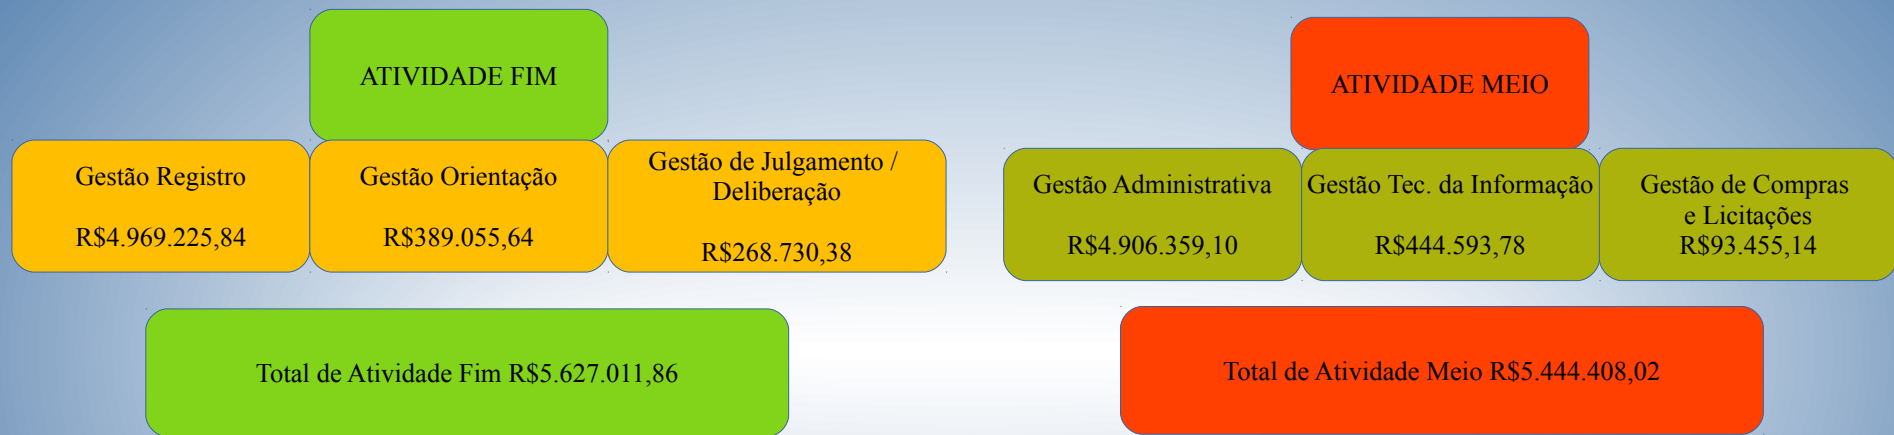 ATIVIDADE FIM
Gestão Registro
R$4.969.225,84
Gestão Orientação
R$389.055,64
Gestão de Julgamento /
Deliberação
R$268.730,38
Total de Atividade Fim R$5.627.011,86
ATIVIDADE MEIO
Gestão Administrativa
R$4.906.359,10
Gestão Tec. da Informação
R$444.593,78
Gestão de Compras
e Licitações
R$93.455,14
Total de Atividade Meio R$5.444.408,02